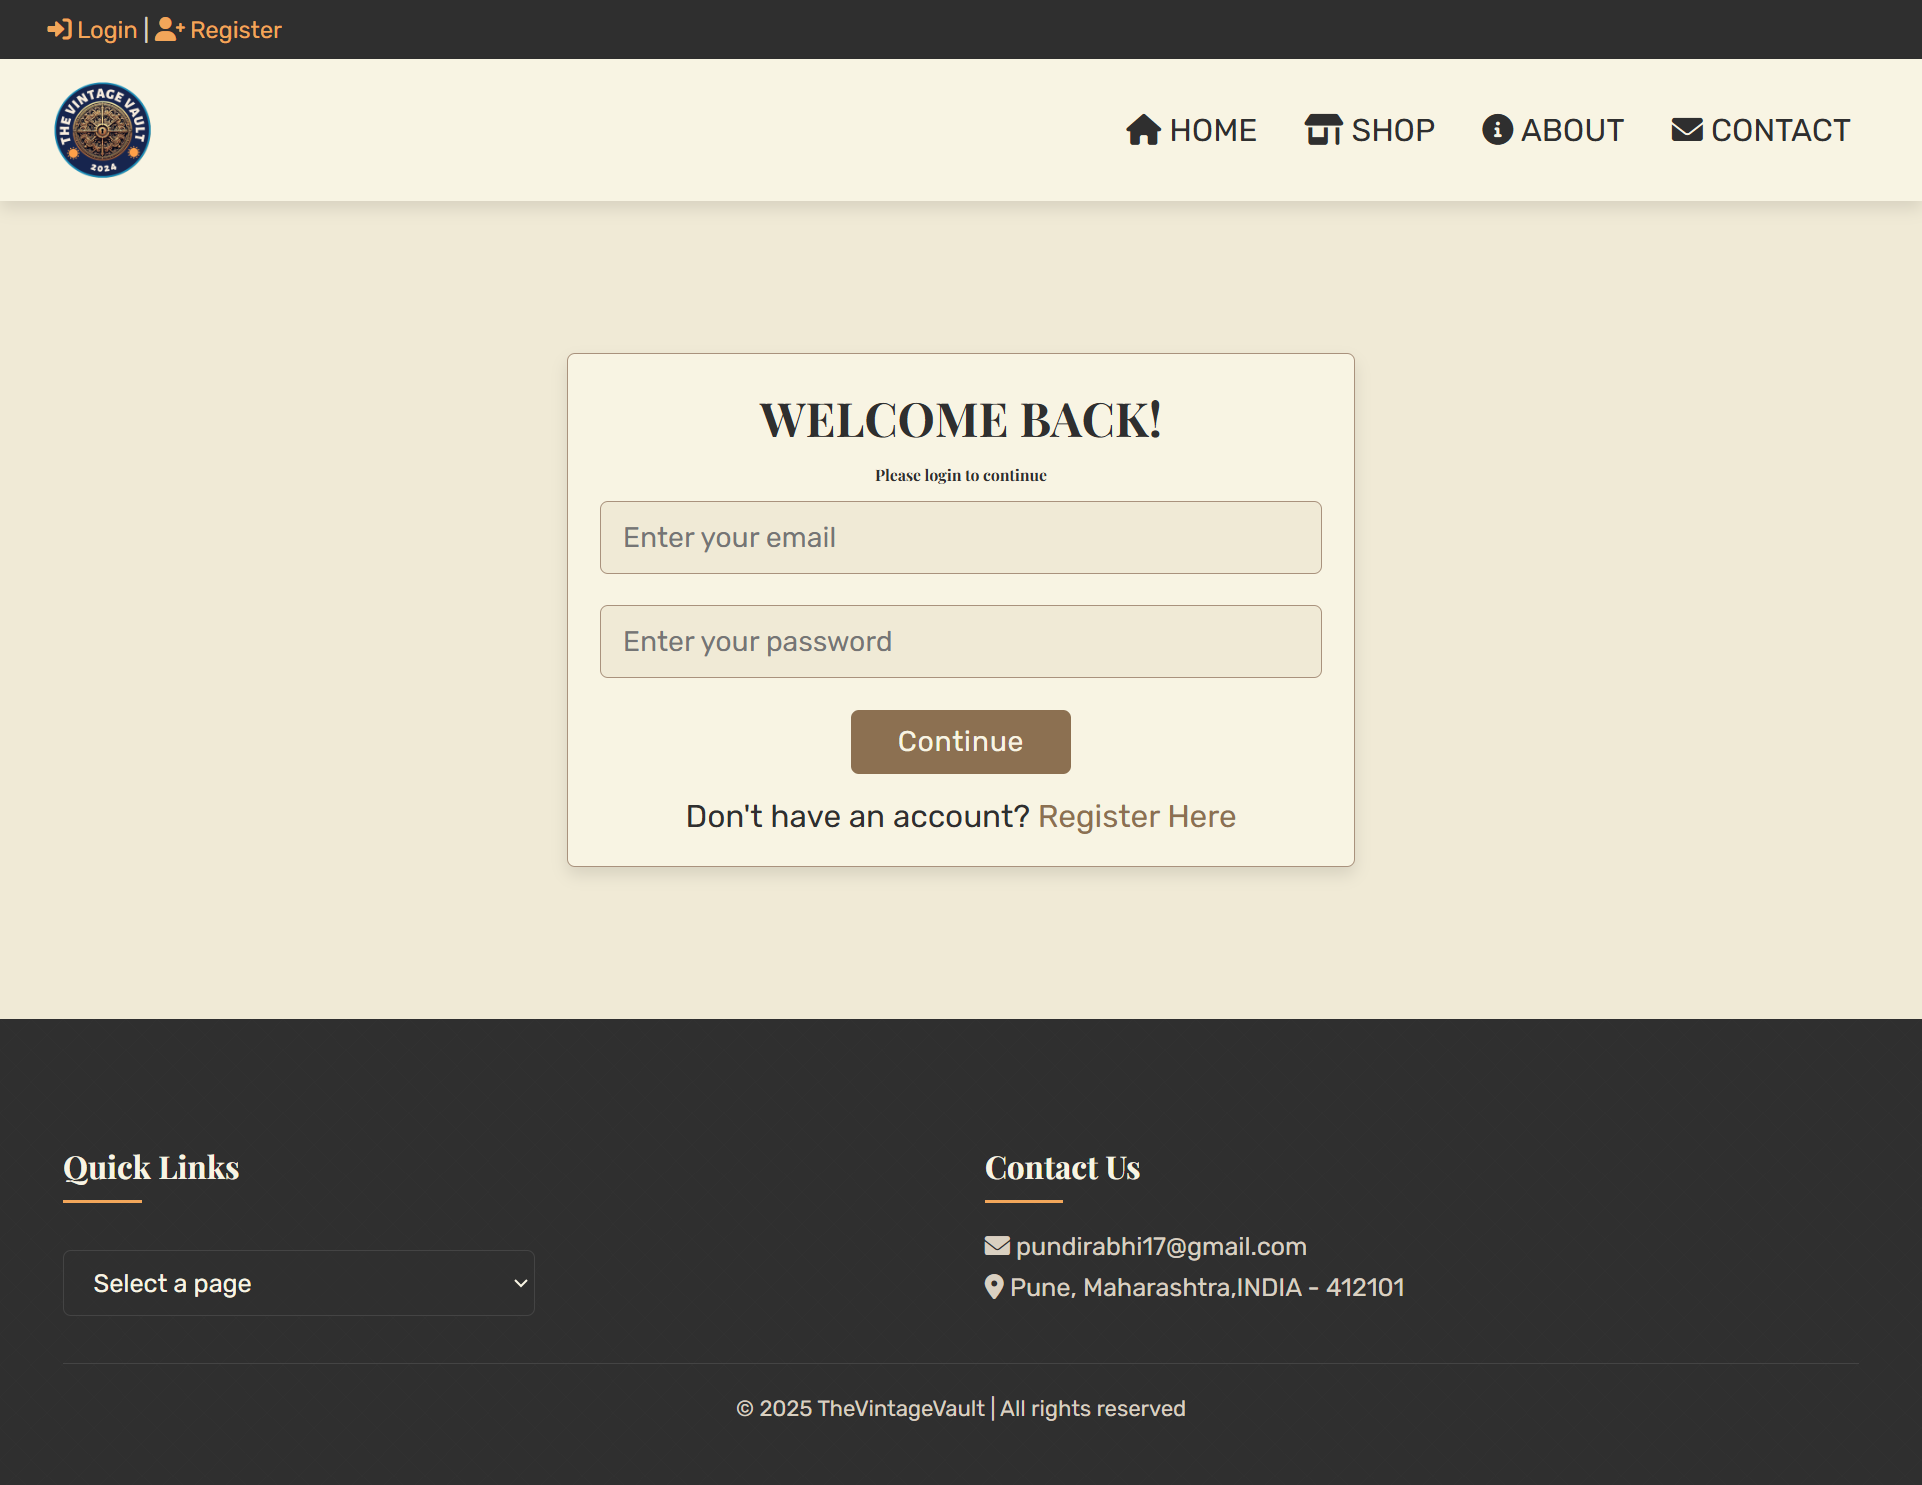 Login | Register
THE VINTAGE VAULT
2024
HOME SHOP ABOUT CONTACT
WELCOME BACK!
Please login to continue
Enter your email
Enter your password
Continue
Don't have an account? Register Here
Quick Links
Select a page
Contact Us
pundirabhi17@gmail.com
Pune, Maharashtra,INDIA - 412101
© 2025 TheVintageVault | All rights reserved